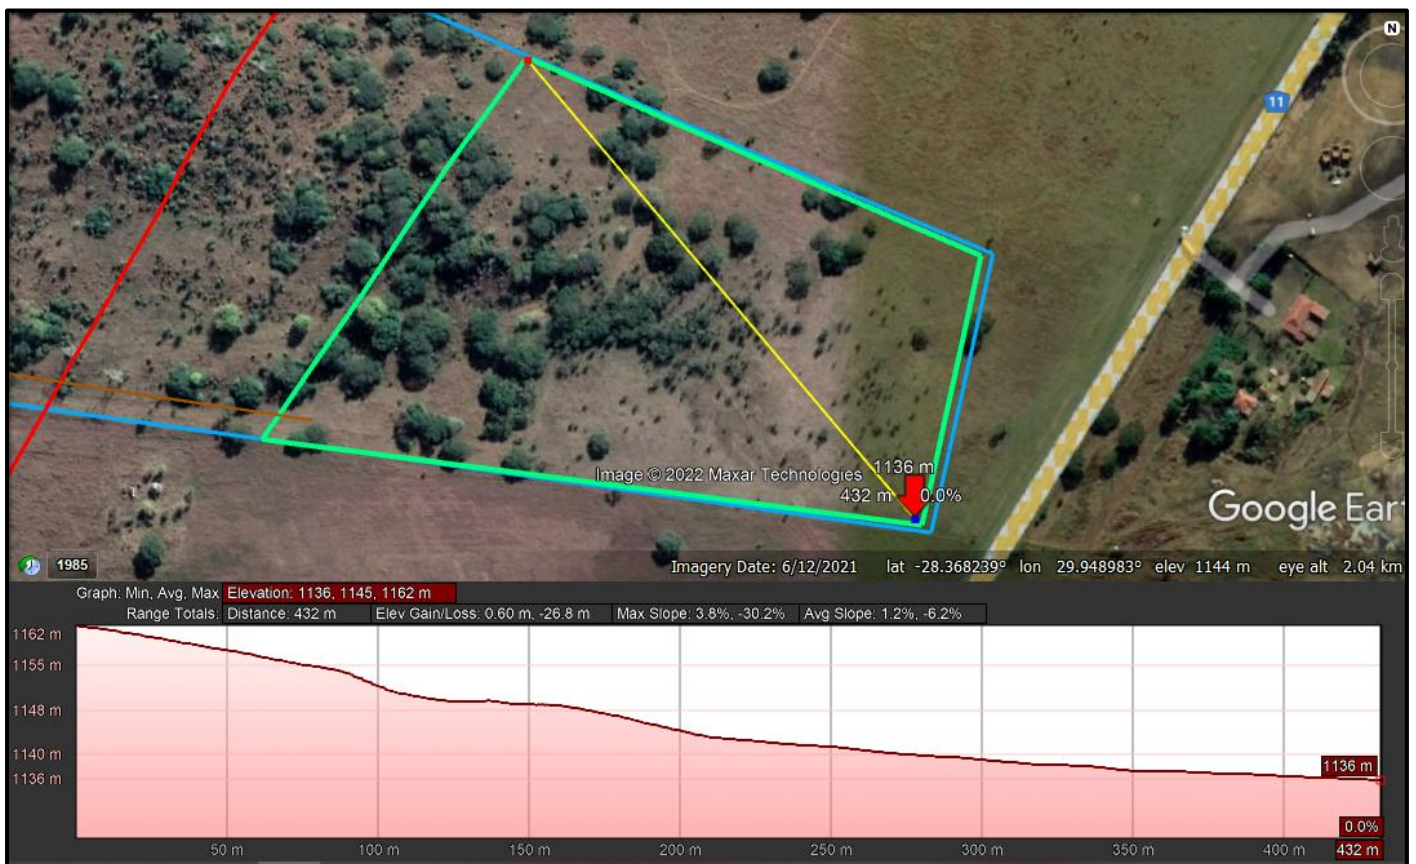 N
11
Image © 2022 Maxar Technologies
1136 m
432 m 0.0%
Google Ear
1985
Imagery Date: 6/12/2021 lat -28.368239° lon 29.948983° elev 1144 m eye alt 2.04 km
Graph: Min, Avg, Max Elevation: 1136, 1145, 1162 m
Range Totals: Distance: 432 m Elev Gain/Loss: 0.60 m, -26.8 m Max Slope: 3.8%, -30.2% Avg Slope: 1.2%, -6.2%
1162 m
1155 m
1148 m
1140 m
1136 m
1136 m
0.0%
50 m 100 m 150 m 200 m 250 m 300 m 350 m 400 m 432 m